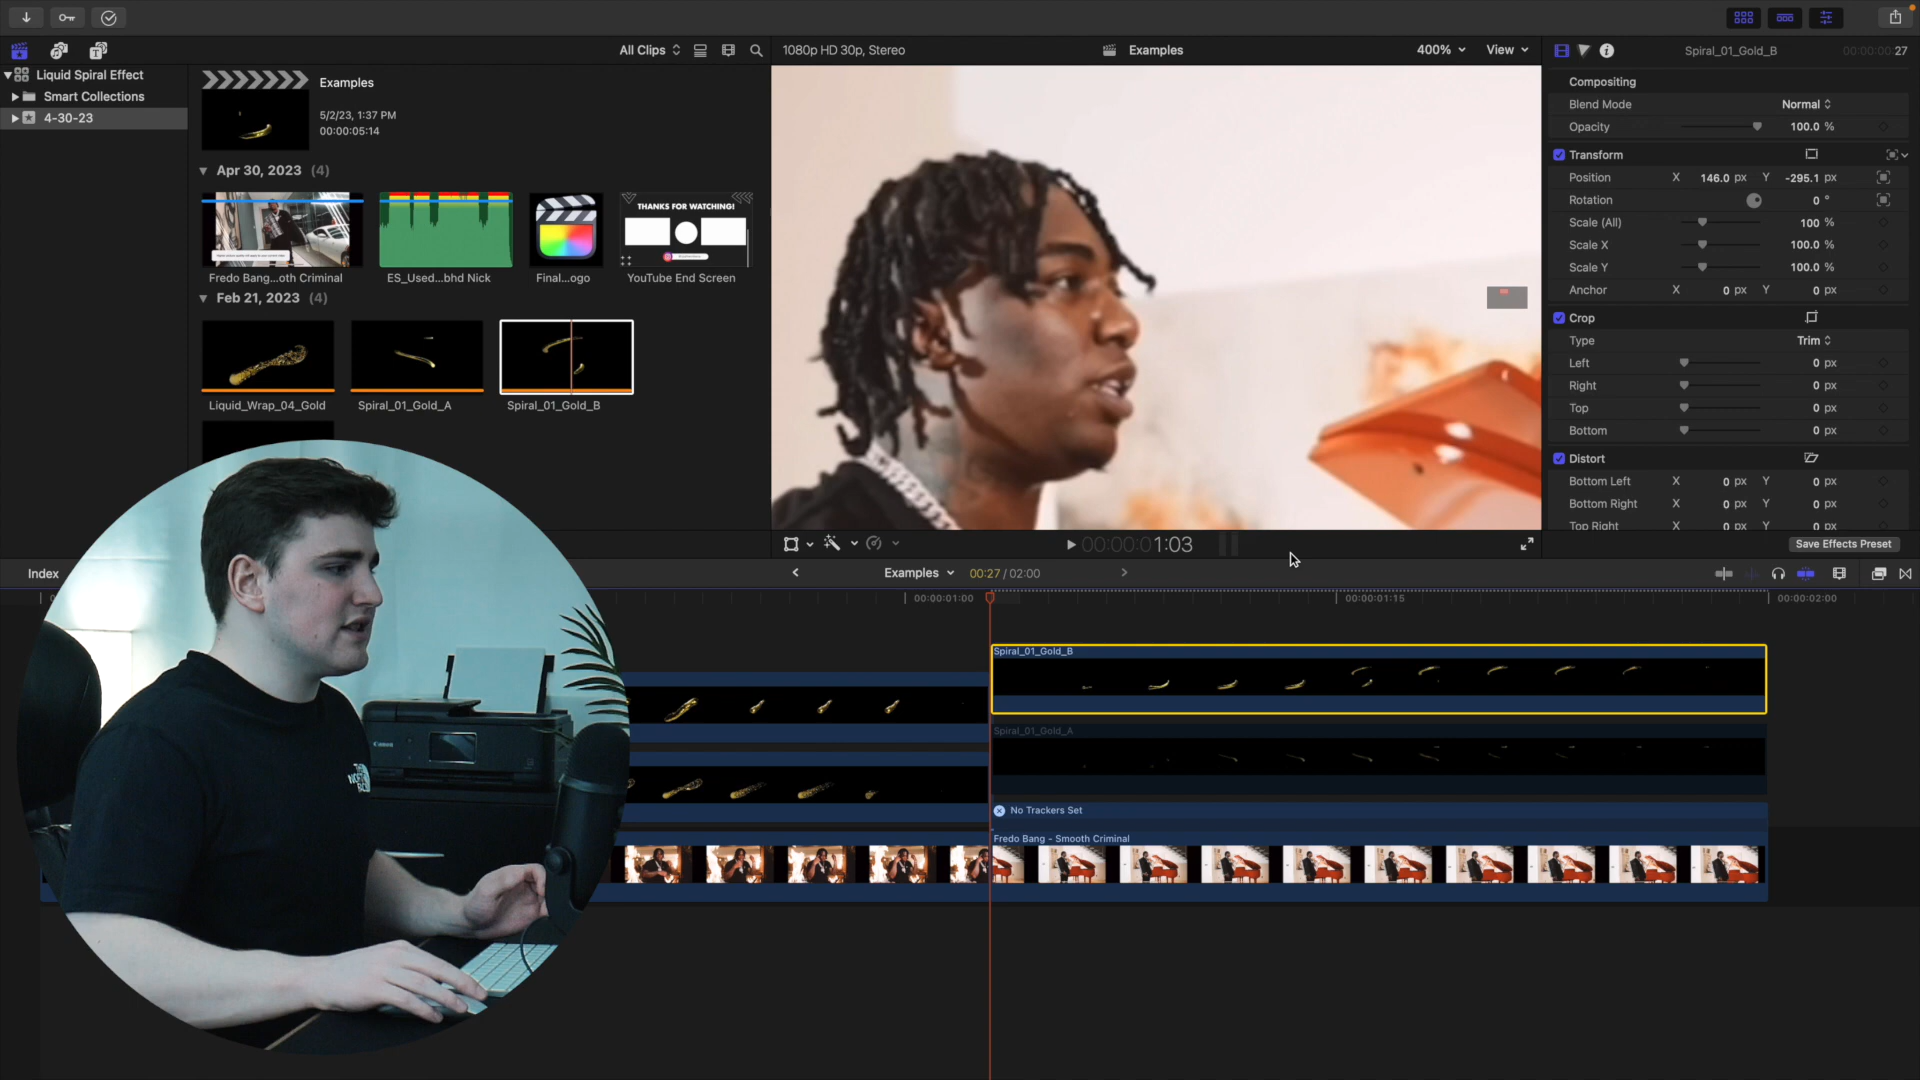 All Clips
1080p HD 30p, Stereo
Examples
400%
View
Spiral_01_Gold_B
00:00:00:27
Liquid Spiral Effect
Smart Collections
4-30-23
Examples
5/2/23, 1:37 PM
00:00:05:14
Apr 30, 2023 (4)
THANKS FOR WATCHING!
Fredo Bang...oth Criminal
ES_Used...bhd Nick
Final...ogo
YouTube End Screen
Feb 21, 2023 (4)
Liquid_Wrap_04_Gold
Spiral_01_Gold_A
Spiral_01_Gold_B
Compositing
Blend Mode
Normal
Opacity
100.0 %
Transform
Position X 146.0 px Y -295.1 px
Rotation 0 °
Scale (All) 100 %
Scale X 100.0 %
Scale Y 100.0 %
Anchor X 0 px Y 0 px
Crop
Type Trim
Left 0 px
Right 0 px
Top 0 px
Bottom 0 px
Distort
Bottom Left X 0 px Y 0 px
Bottom Right X 0 px Y 0 px
Top Right X 0 px Y 0 px
Save Effects Preset
00:00:01:03
Index
Examples
00:27 / 02:00
00:00:01:00
00:00:01:15
00:00:02:00
Spiral_01_Gold_B
Spiral_01_Gold_A
No Trackers Set
Fredo Bang - Smooth Criminal
Canon
THE NORTH FACE